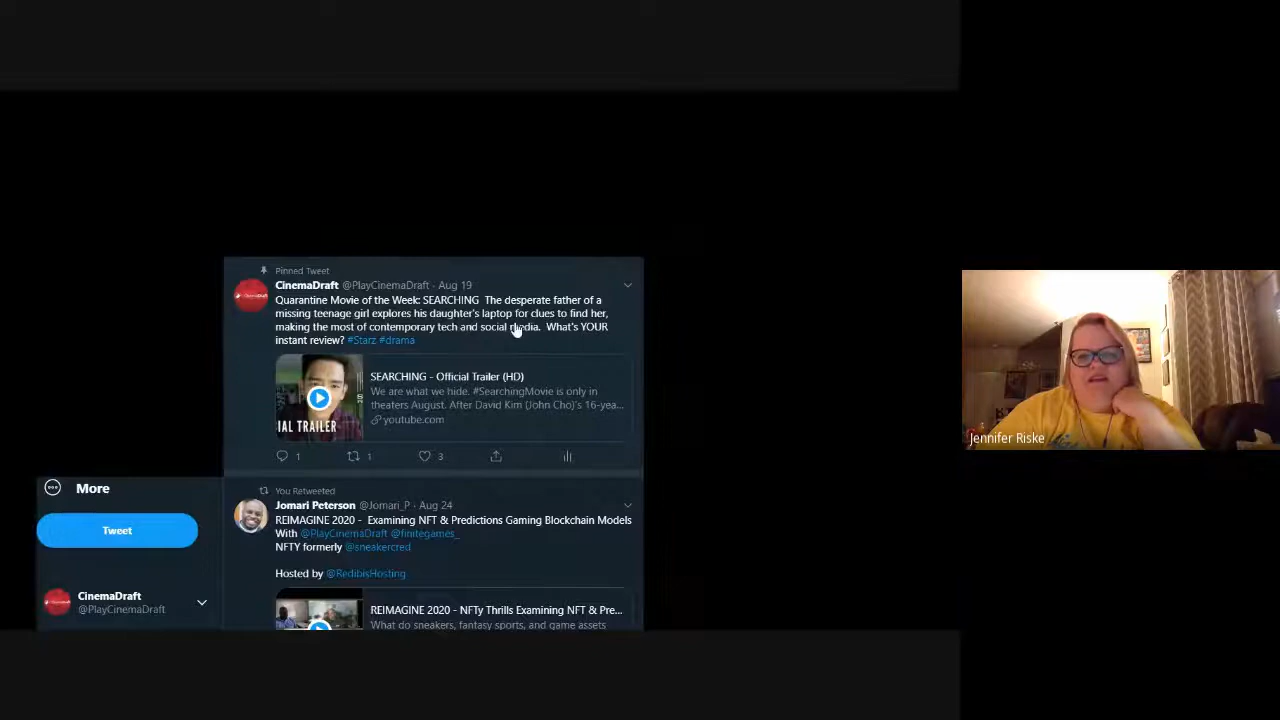 Pinned Tweet
CinemaDraft @PlayCinemaDraft · Aug 19
Quarantine Movie of the Week: SEARCHING The desperate father of a
missing teenage girl explores his daughter's laptop for clues to find her,
making the most of contemporary tech and social media. What's YOUR
instant review? #Starz #drama
SEARCHING - Official Trailer (HD)
We are what we hide. #SearchingMovie is only in
theaters August. After David Kim (John Cho)'s 16-yea...
youtube.com
IAL TRAILER
1 1 3
You Retweeted
Jomari Peterson @Jomari_P · Aug 24
REIMAGINE 2020 - Examining NFT & Predictions Gaming Blockchain Models
With @PlayCinemaDraft @finitegames_
NFTY formerly @sneakercred
Hosted by @RedibisHosting
REIMAGINE 2020 - NFTy Thrills Examining NFT & Pre...
What do sneakers, fantasy sports, and game assets
More
Tweet
CinemaDraft
@PlayCinemaDraft
Jennifer Riske